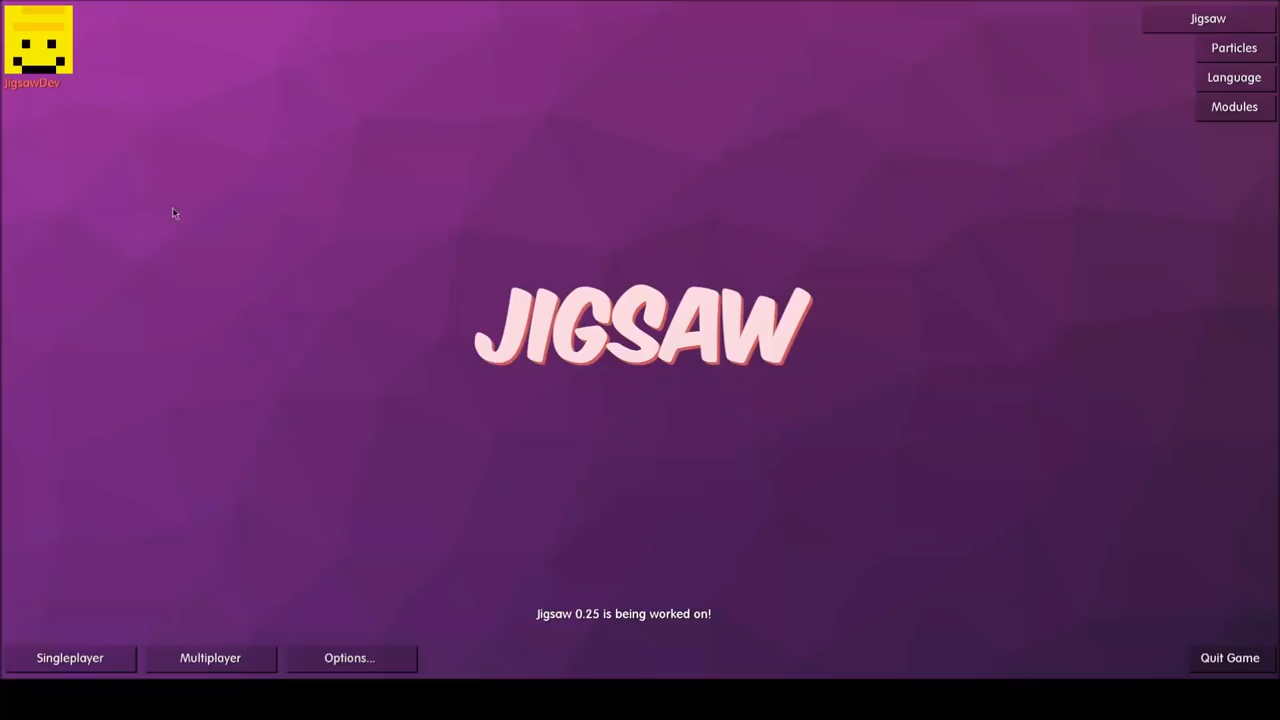 jigsawDev
Jigsaw
Particles
Language
Modules
JIGSAW
Jigsaw 0.25 is being worked on!
Singleplayer
Multiplayer
Options...
Quit Game